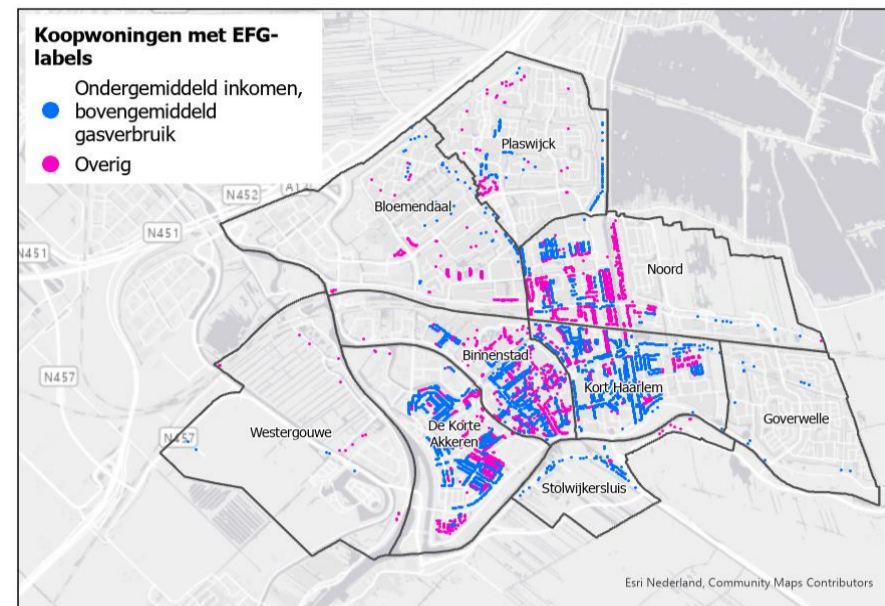 Koopwoningen met EFG-
labels
Ondergemiddeld inkomen,
bovengemiddeld
gasverbruik
Overig
Plaswijck
N452
A12
Bloemendaal
N451
N451
Noord
Binnenstad
N457
Kort Haarlem
Goverwelle
De Korte
Akkeren
Westergouwe
N457
Stolwijkersluis
Esri Nederland, Community Maps Contributors